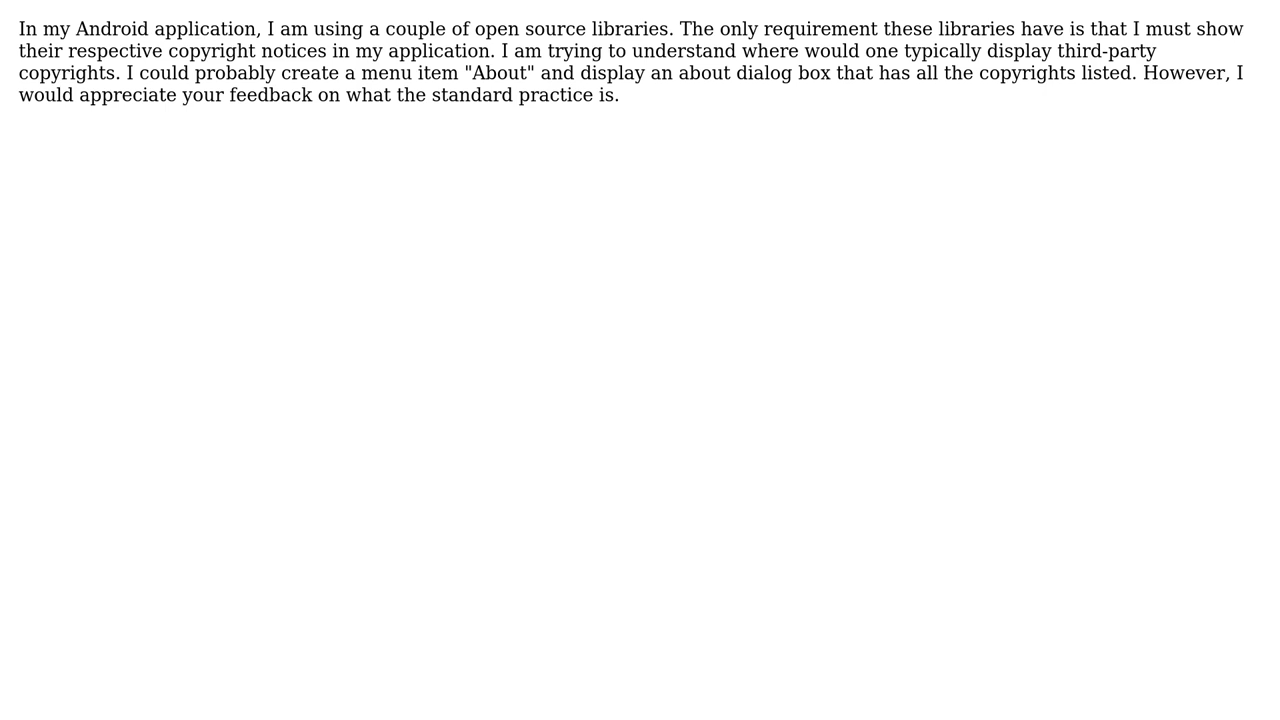 In my Android application, I am using a couple of open source libraries. The only requirement these libraries have is that I must show
their respective copyright notices in my application. I am trying to understand where would one typically display third-party
copyrights. I could probably create a menu item "About" and display an about dialog box that has all the copyrights listed. However, I
would appreciate your feedback on what the standard practice is.